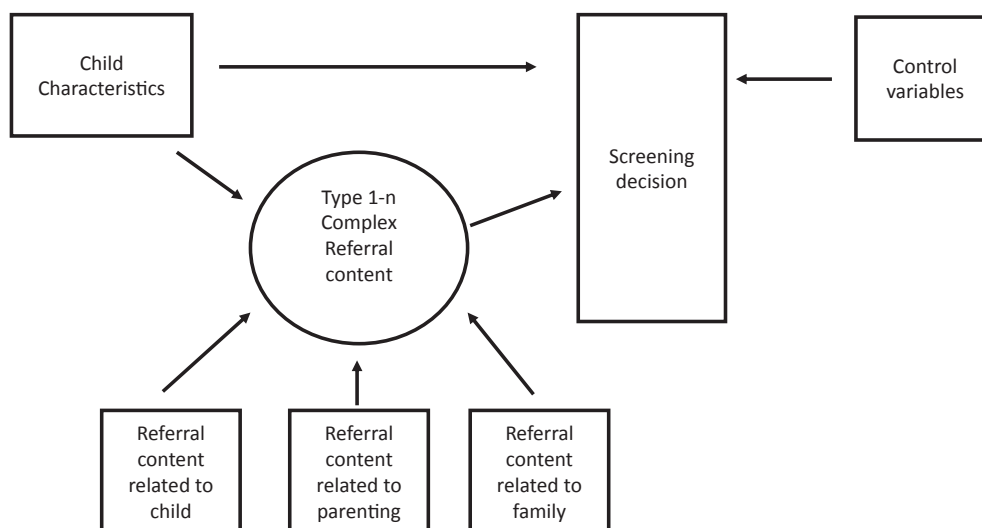 Child
Characteristics
Control
variables
Screening
decision
Type 1-n
Complex
Referral
content
Referral
content
related to
child
Referral
content
related to
parenting
Referral
content
related to
family